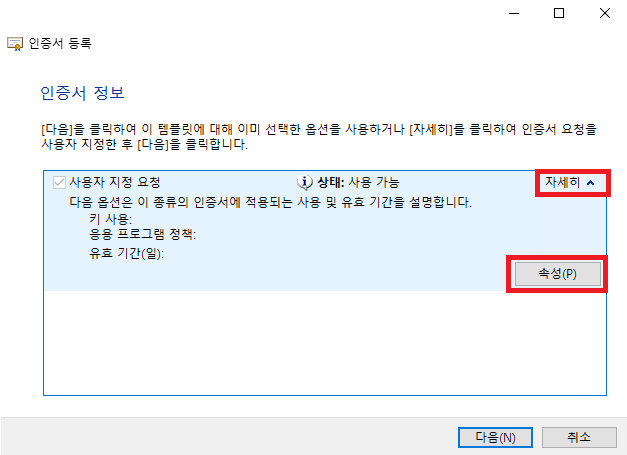 인증서 등록
인증서 정보
[다음]을 클릭하여 이 템플릿에 대해 이미 선택한 옵션을 사용하거나 [자세히]를 클릭하여 인증서 요청을
사용자 지정한 후 [다음]을 클릭합니다.
사용자 지정 요청 상태: 사용 가능 자세히
다음 옵션은 이 종류의 인증서에 적용되는 사용 및 유효 기간을 설명합니다.
키 사용:
응용 프로그램 정책:
유효 기간(일):
속성(P)
다음(N) 취소